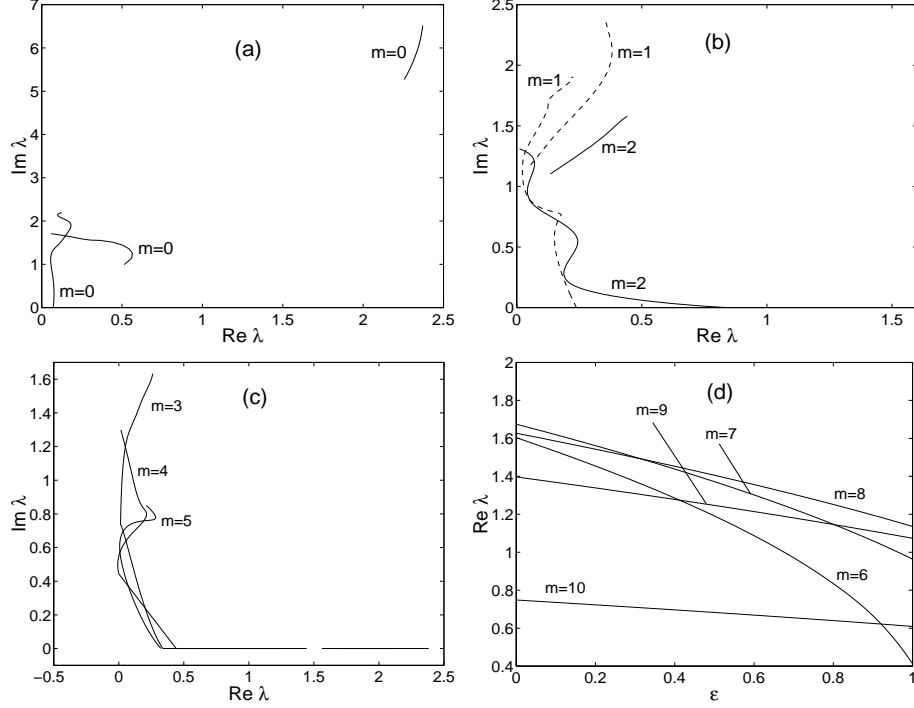 (a)
7
6
5
4
3
2
1
0
m=0
m=0
m=0
0 0.5 1 1.5 2 2.5
Im λ
Re λ
(b)
2.5
2
1.5
1
0.5
0
m=1
m=1
m=2
m=2
0 0.5 1 1.5
Im λ
Re λ
(c)
1.6
1.4
1.2
1
0.8
0.6
0.4
0.2
0
m=3
m=4
m=5
−0.5 0 0.5 1 1.5 2 2.5
Im λ
Re λ
(d)
2
1.8
1.6
1.4
1.2
1
0.8
0.6
0.4
m=9
m=7
m=8
m=6
m=10
0 0.2 0.4 0.6 0.8 1
Re λ
ε